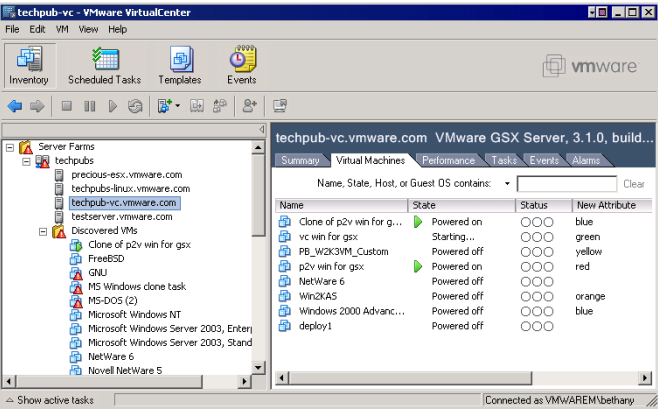 techpub-vc - VMware VirtualCenter
File Edit VM View Help
Inventory Scheduled Tasks Templates Events
vmware
Server Farms
techpubs
precious-esx.vmware.com
techpubs-linux.vmware.com
techpub-vc.vmware.com
testserver.vmware.com
Discovered VMs
Clone of p2v win for gsx
FreeBSD
GNU
MS Windows clone task
MS-DOS (2)
Microsoft Windows NT
Microsoft Windows Server 2003, Enter
Microsoft Windows Server 2003, Stand
NetWare 6
Novell NetWare 5
techpub-vc.vmware.com VMware GSX Server, 3.1.0, build...
Summary Virtual Machines Performance Tasks Events Alarms
Name, State, Host, or Guest OS contains: Clear
Name State Status New Attribute
Clone of p2v win for g... Powered on blue
vc win for gsx Starting... green
PB_W2K3VM_Custom Powered off yellow
p2v win for gsx Powered on red
NetWare 6 Powered off
Win2KAS Powered off orange
Windows 2000 Advanc... Powered off blue
deploy1 Powered off
Show active tasks Connected as VMWAREM\bethany